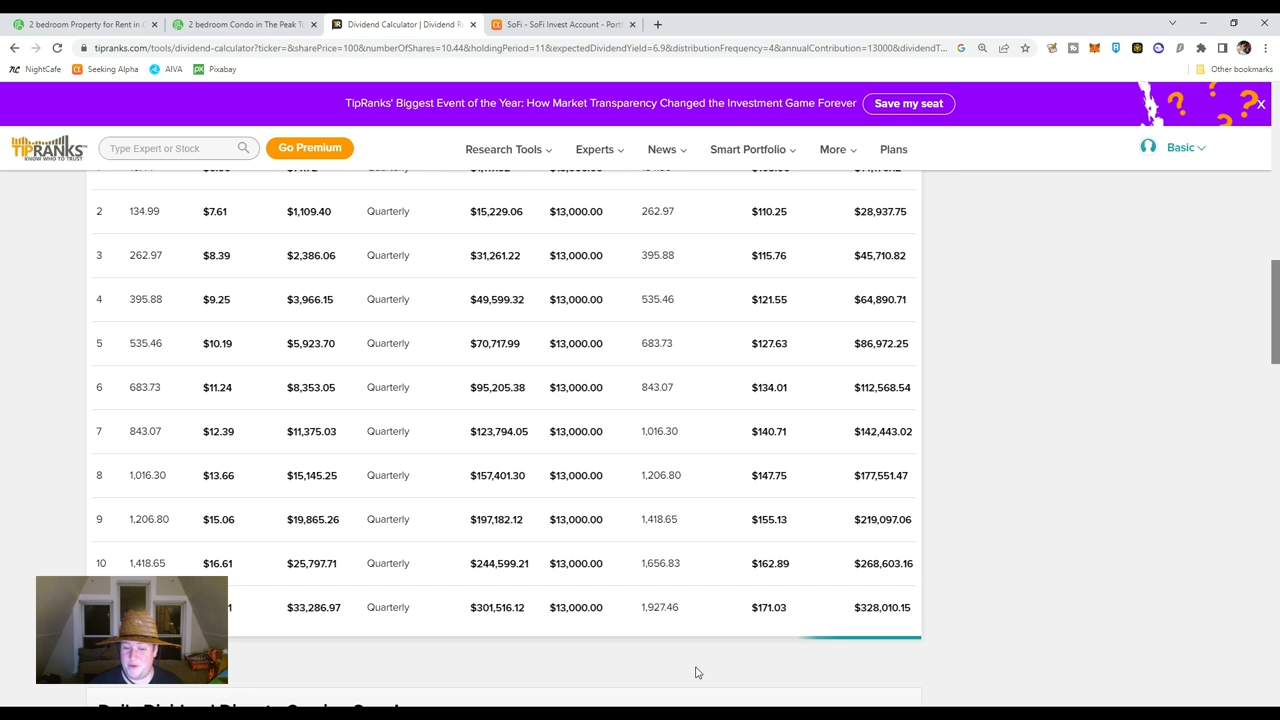 2 bedroom Property for Rent in C
2 bedroom Condo in The Peak To
Dividend Calculator | Dividend R
SoFi - SoFi Invest Account - Port
tipranks.com/tools/dividend-calculator?ticker=&sharePrice=100&numberOfShares=10.44&holdingPeriod=11&expectedDividendYield=6.9&distributionFrequency=4&annualContribution=13000&dividendT...
NightCafe Seeking Alpha AIVA Pixabay Other bookmarks
TipRanks' Biggest Event of the Year: How Market Transparency Changed the Investment Game Forever Save my seat X
TIPRANKS
KNOW WHO TO TRUST
Type Expert or Stock Go Premium Research Tools Experts News Smart Portfolio More Plans Basic
2 134.99 $7.61 $1,109.40 Quarterly $15,229.06 $13,000.00 262.97 $110.25 $28,937.75
3 262.97 $8.39 $2,386.06 Quarterly $31,261.22 $13,000.00 395.88 $115.76 $45,710.82
4 395.88 $9.25 $3,966.15 Quarterly $49,599.32 $13,000.00 535.46 $121.55 $64,890.71
5 535.46 $10.19 $5,923.70 Quarterly $70,717.99 $13,000.00 683.73 $127.63 $86,972.25
6 683.73 $11.24 $8,353.05 Quarterly $95,205.38 $13,000.00 843.07 $134.01 $112,568.54
7 843.07 $12.39 $11,375.03 Quarterly $123,794.05 $13,000.00 1,016.30 $140.71 $142,443.02
8 1,016.30 $13.66 $15,145.25 Quarterly $157,401.30 $13,000.00 1,206.80 $147.75 $177,551.47
9 1,206.80 $15.06 $19,865.26 Quarterly $197,182.12 $13,000.00 1,418.65 $155.13 $219,097.06
10 1,418.65 $16.61 $25,797.71 Quarterly $244,599.21 $13,000.00 1,656.83 $162.89 $268,603.16
1 $33,286.97 Quarterly $301,516.12 $13,000.00 1,927.46 $171.03 $328,010.15